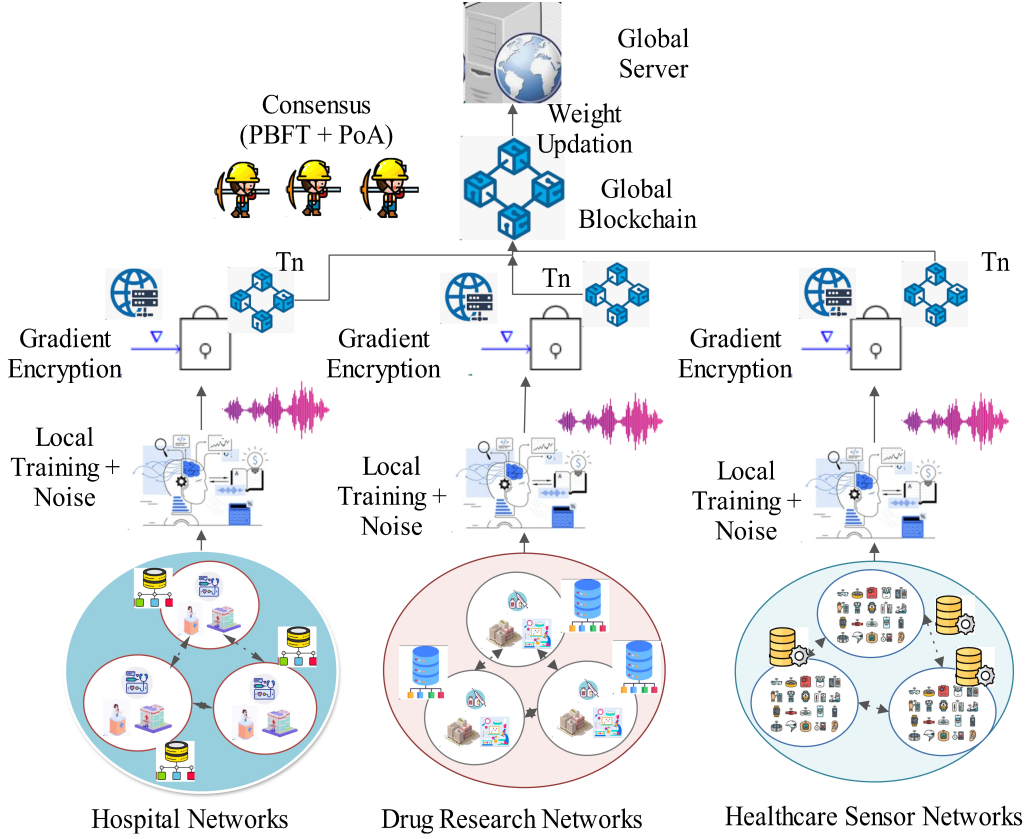 Global
Server
Consensus
(PBFT + PoA)
Weight
Updation
Global
Blockchain
Tn
Tn
Tn
Gradient
Encryption
∇
Gradient
Encryption
∇
Gradient
Encryption
∇
Local
Training +
Noise
Local
Training +
Noise
Local
Training +
Noise
Hospital Networks
Drug Research Networks
Healthcare Sensor Networks